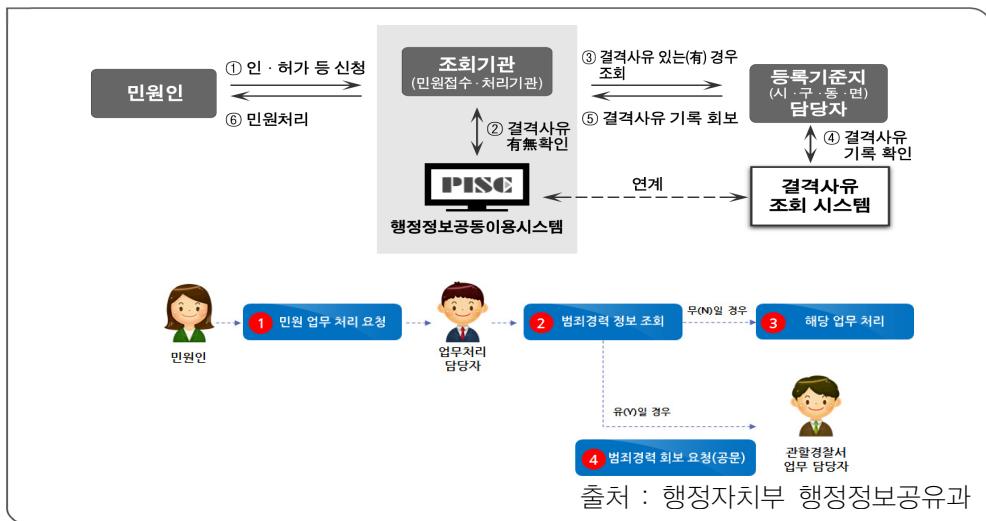 민원인
① 인 · 허가 등 신청
⑥ 민원처리
조회기관
(민원접수 · 처리기관)
③ 결격사유 있는(有) 경우
조회
⑤ 결격사유 기록 회보
등록기준지
(시 · 구 · 동 · 면)
담당자
② 결격사유
有無확인
④ 결격사유
기록 확인
PISC
행정정보공동이용시스템
연계
결격사유
조회 시스템
민원인
1 민원 업무 처리 요청
업무처리
담당자
2 범죄경력 정보 조회
무(N)일 경우
3 해당 업무 처리
유(Y)일 경우
4 범죄경력 회보 요청(공문)
관할경찰서
업무 담당자
출처 : 행정자치부 행정정보공유과